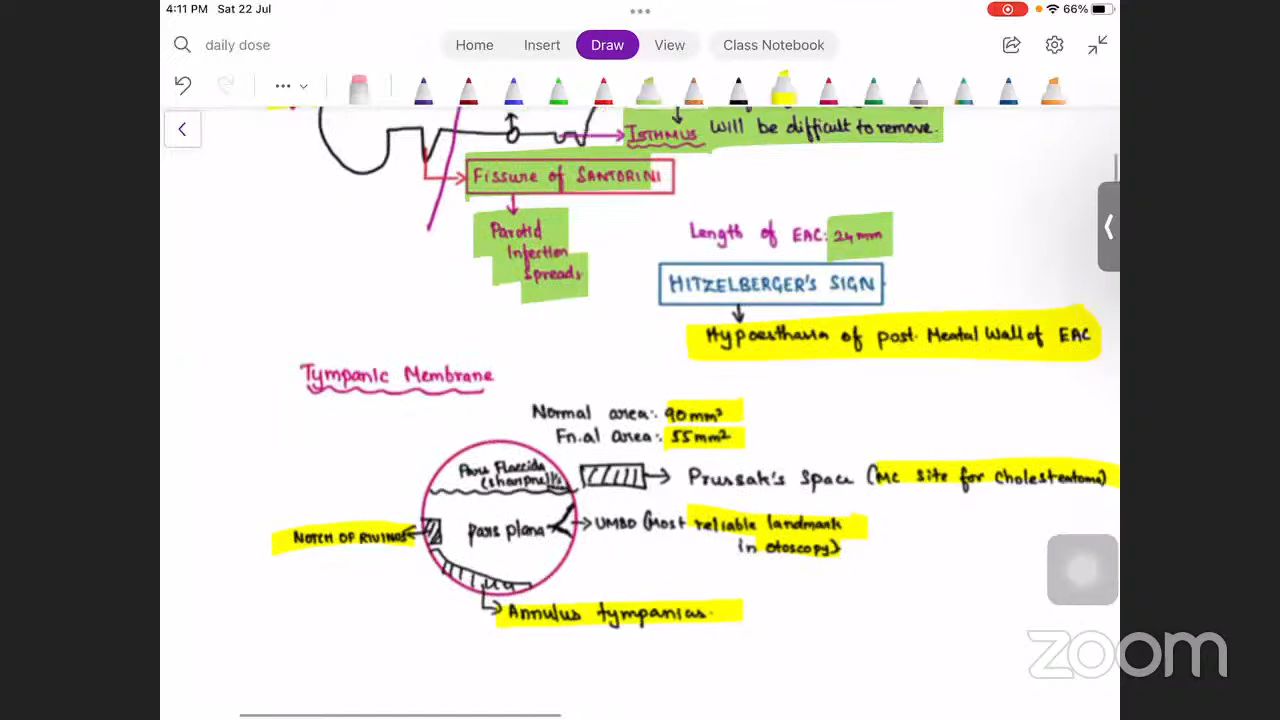 4:11 PM Sat 22 Jul
66%
daily dose
Home Insert Draw View Class Notebook
ISTHMUS will be difficult to remove.
Fissure of SANTORINI
Parotid
Infection
spreads
Length of EAC: 24mm
HITZELBERGER'S SIGN
Hypoesthasia of post. Meatal Wall of EAC
Tympanic Membrane
Normal area: 90mm²
Fn.al area: 55mm²
Pars Flaccida
(Sharpnell's
Prussak's Space (MC site for Cholesteatoma)
NOTCH OF RIVINUS
Pars plana
UMBO (Most reliable landmark
in otoscopy)
Annulus tympanias.
zoom